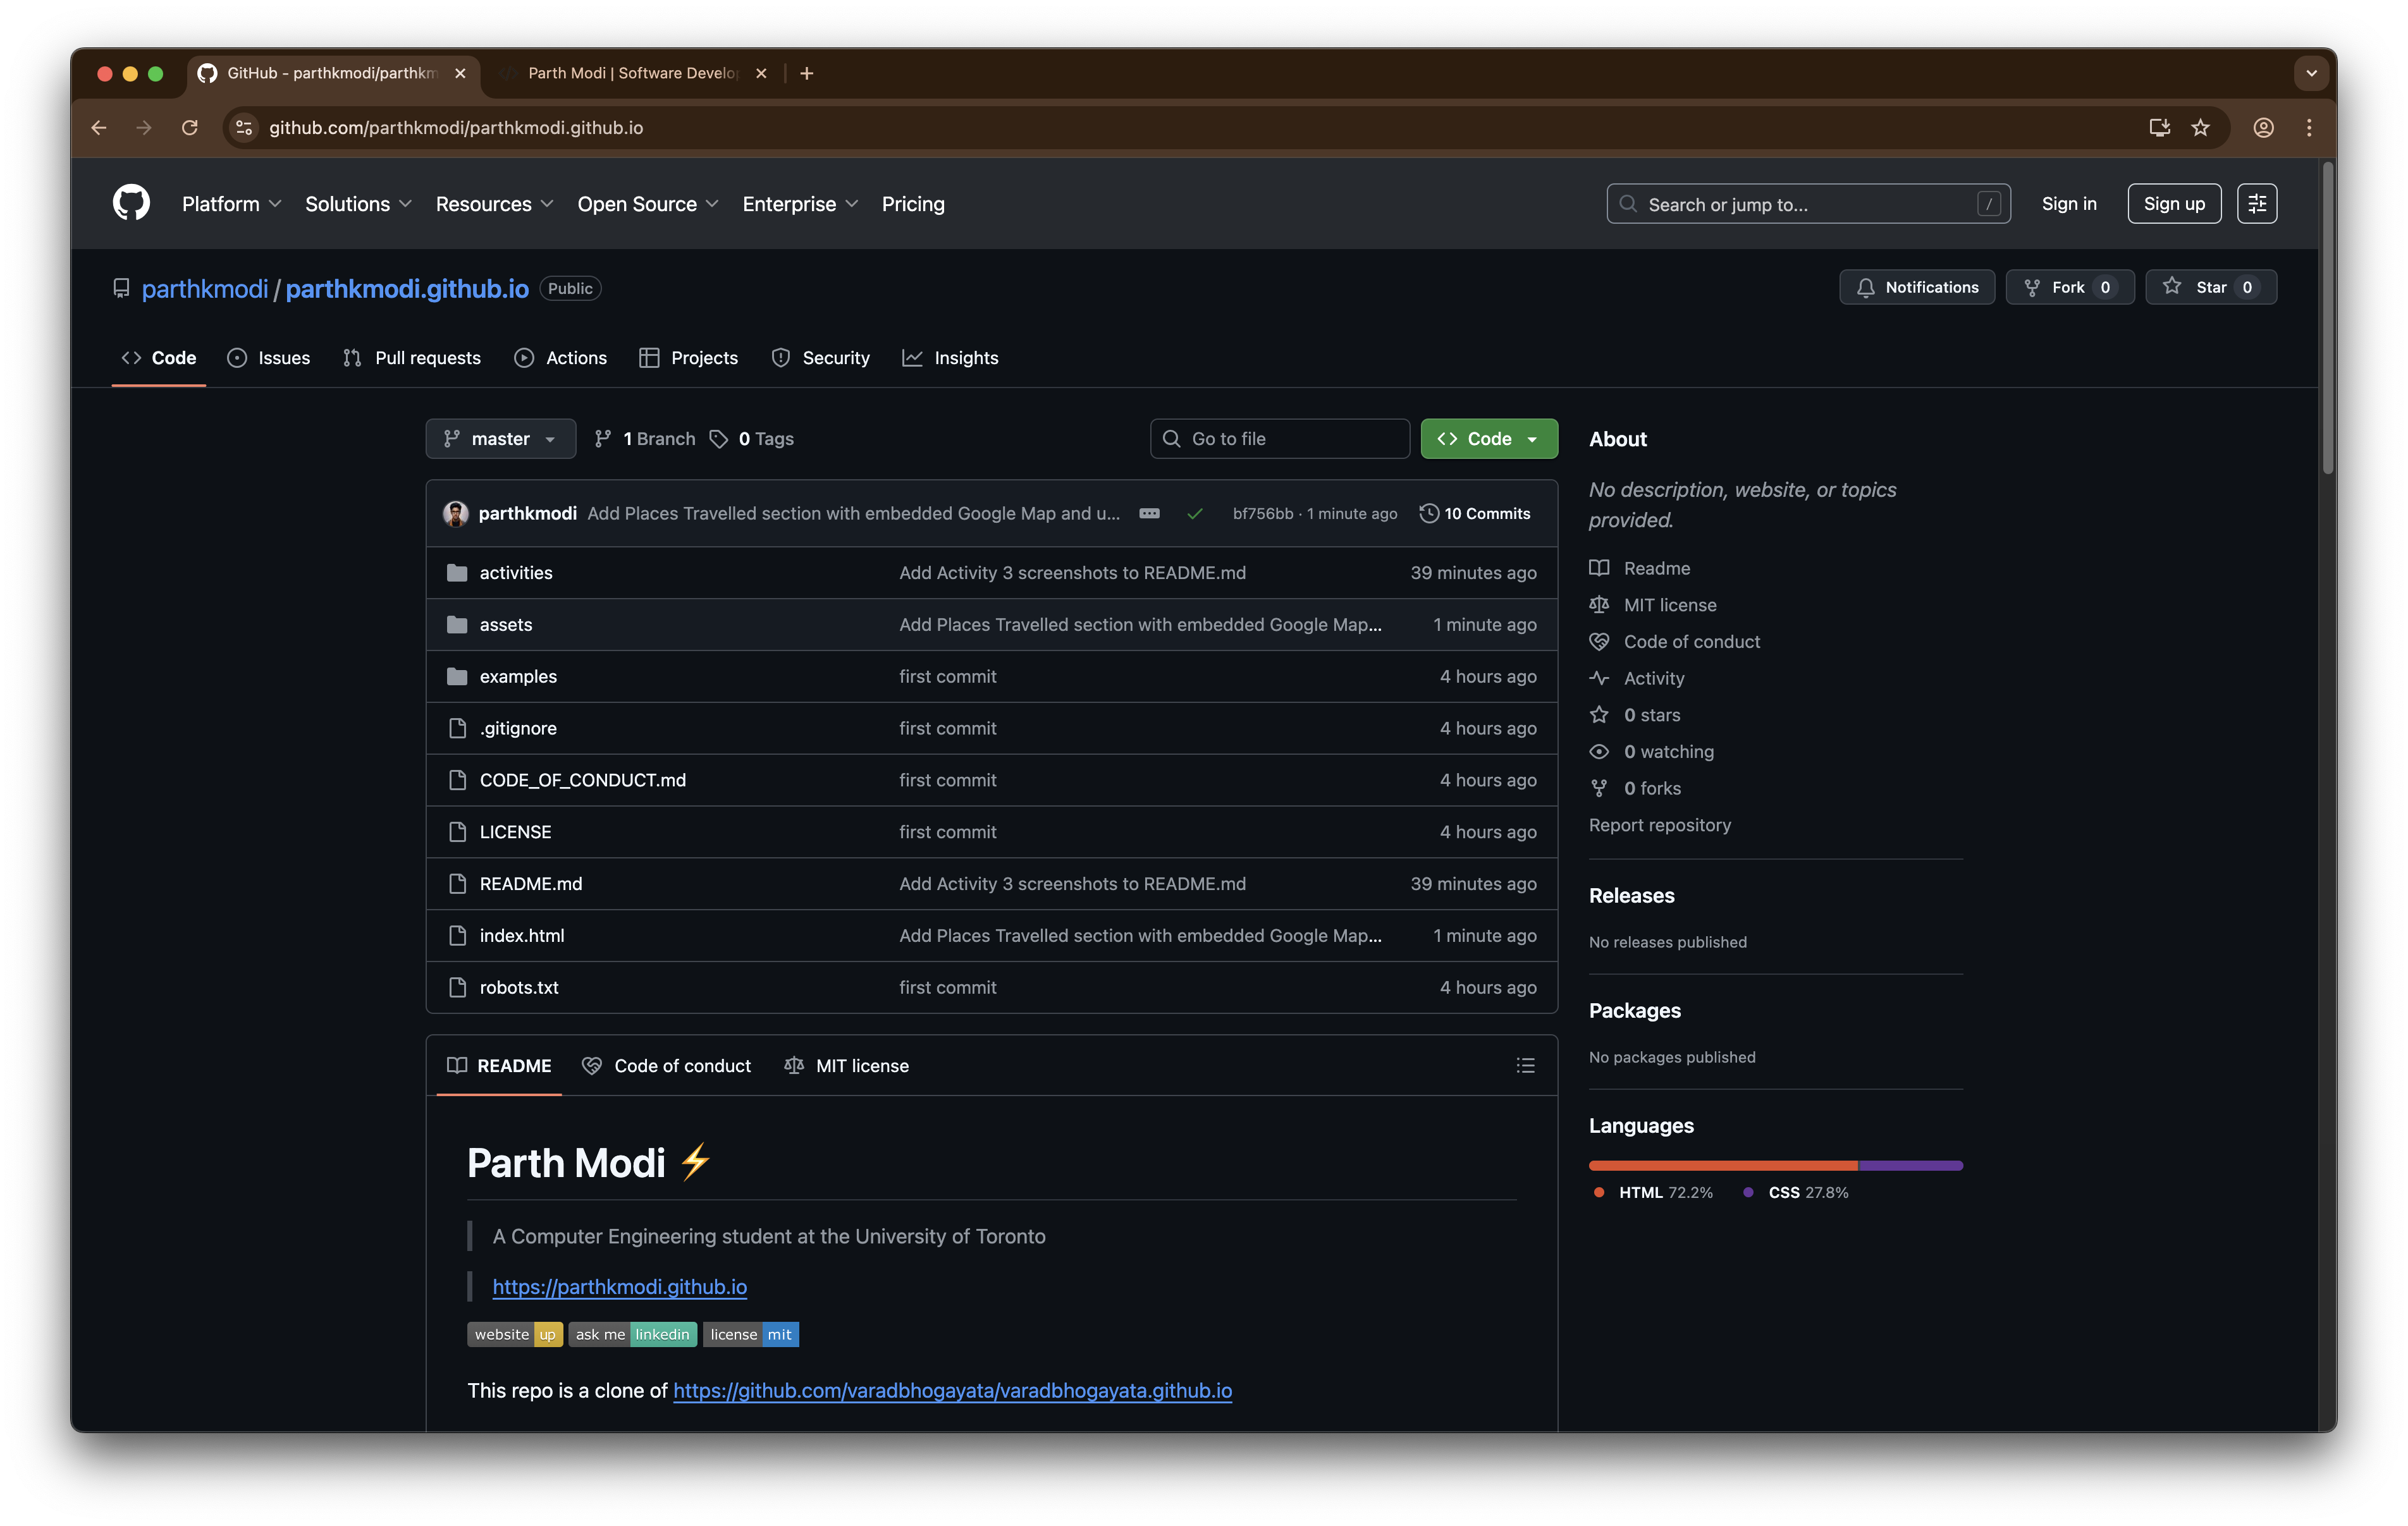 GitHub - parthkmodi/parthkm
Parth Modi | Software Develo
github.com/parthkmodi/parthkmodi.github.io
Platform Solutions Resources Open Source Enterprise Pricing
Search or jump to... /
Sign in
Sign up
parthkmodi / parthkmodi.github.io Public
Notifications
Fork 0
Star 0
Code Issues Pull requests Actions Projects Security Insights
master
1 Branch 0 Tags
Go to file
Code
parthkmodi Add Places Travelled section with embedded Google Map and u... bf756bb · 1 minute ago 10 Commits
activities Add Activity 3 screenshots to README.md 39 minutes ago
assets Add Places Travelled section with embedded Google Map... 1 minute ago
examples first commit 4 hours ago
.gitignore first commit 4 hours ago
CODE_OF_CONDUCT.md first commit 4 hours ago
LICENSE first commit 4 hours ago
README.md Add Activity 3 screenshots to README.md 39 minutes ago
index.html Add Places Travelled section with embedded Google Map... 1 minute ago
robots.txt first commit 4 hours ago
README Code of conduct MIT license
Parth Modi ⚡
A Computer Engineering student at the University of Toronto
https://parthkmodi.github.io
website up ask me linkedin license mit
This repo is a clone of https://github.com/varadbhogayata/varadbhogayata.github.io
About
No description, website, or topics
provided.
Readme
MIT license
Code of conduct
Activity
0 stars
0 watching
0 forks
Report repository
Releases
No releases published
Packages
No packages published
Languages
HTML 72.2% CSS 27.8%